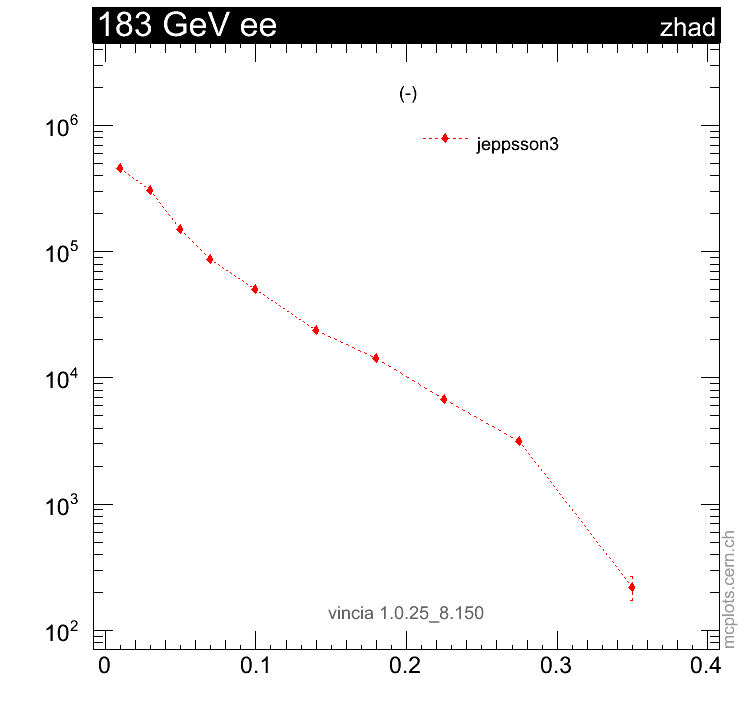 183 GeV ee
zhad
(-)
jeppsson3
10^6
10^5
10^4
10^3
10^2
vincia 1.0.25_8.150
mcplots.cern.ch
0 0.1 0.2 0.3 0.4